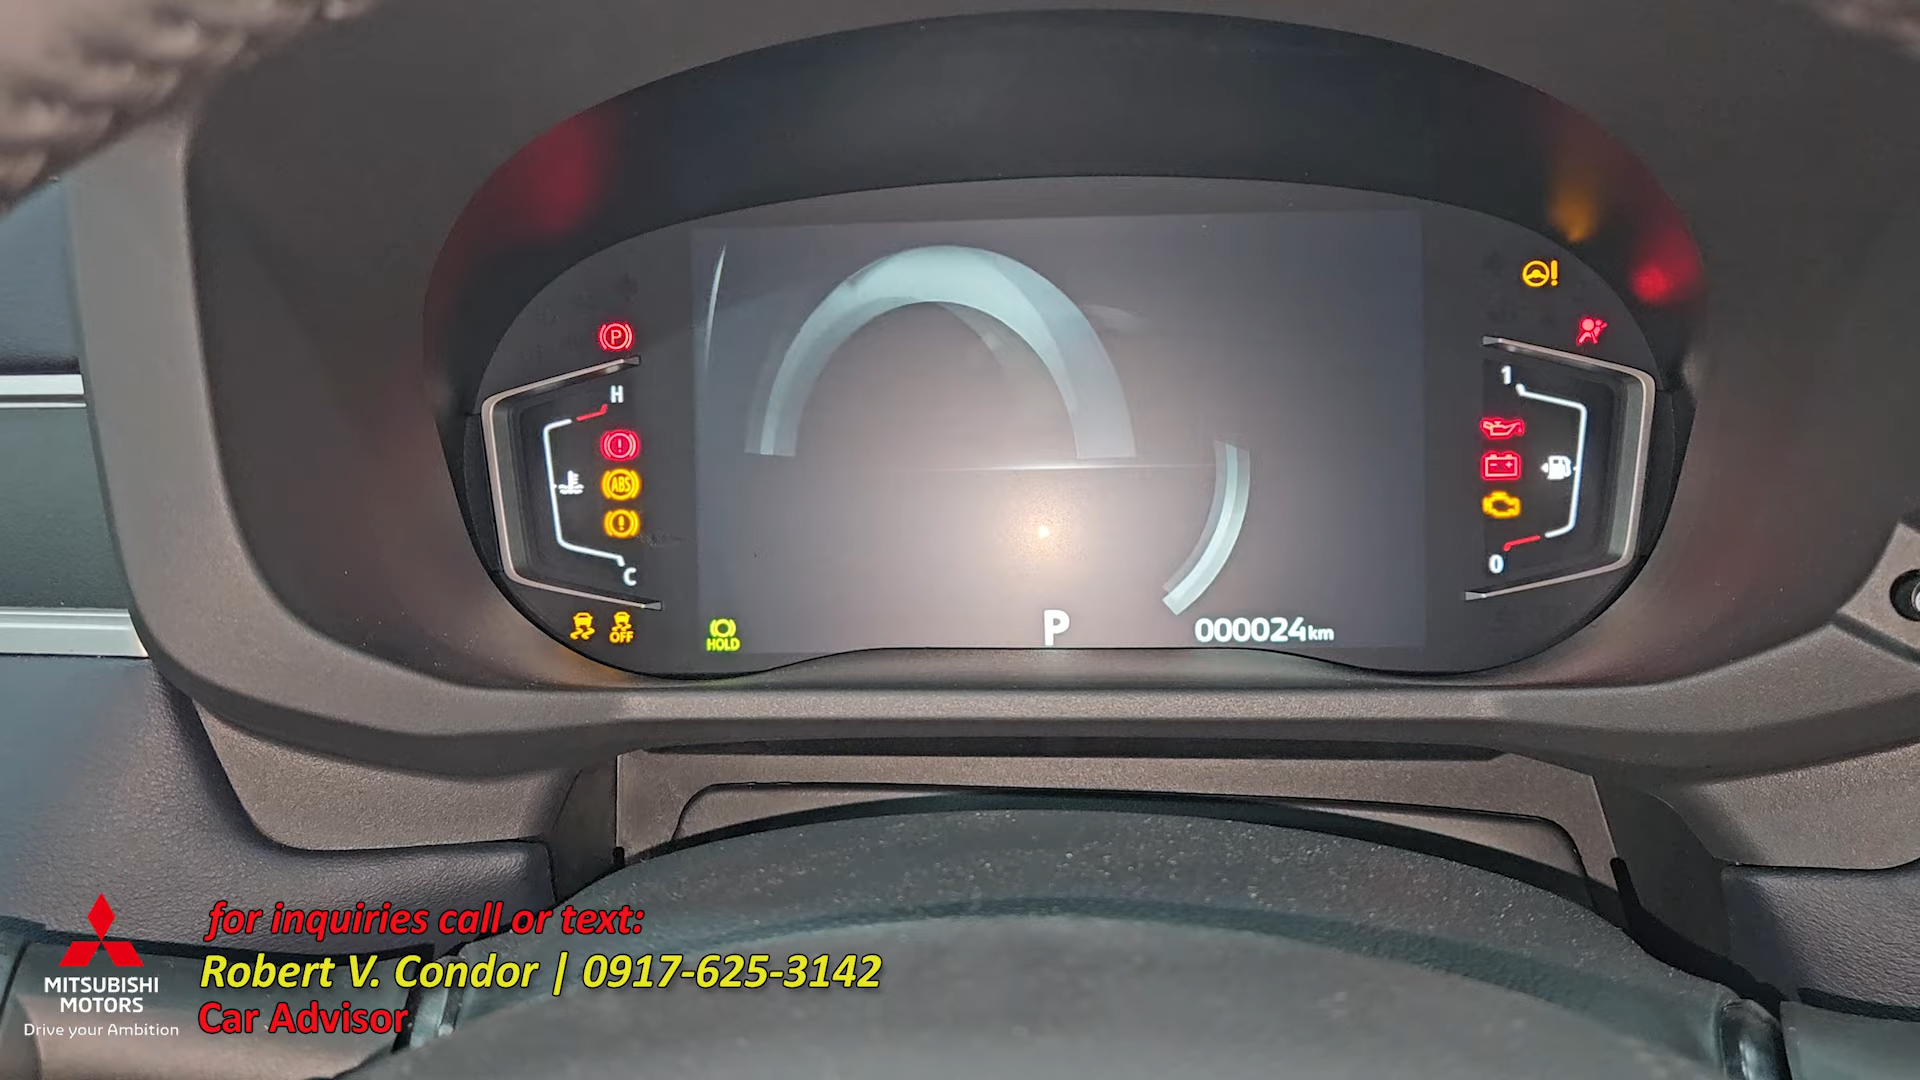 P
H
ABS
C
OFF
HOLD
P
000024km
1
0
for inquiries call or text:
Robert V. Condor | 0917-625-3142
Car Advisor
MITSUBISHI
MOTORS
Drive your Ambition